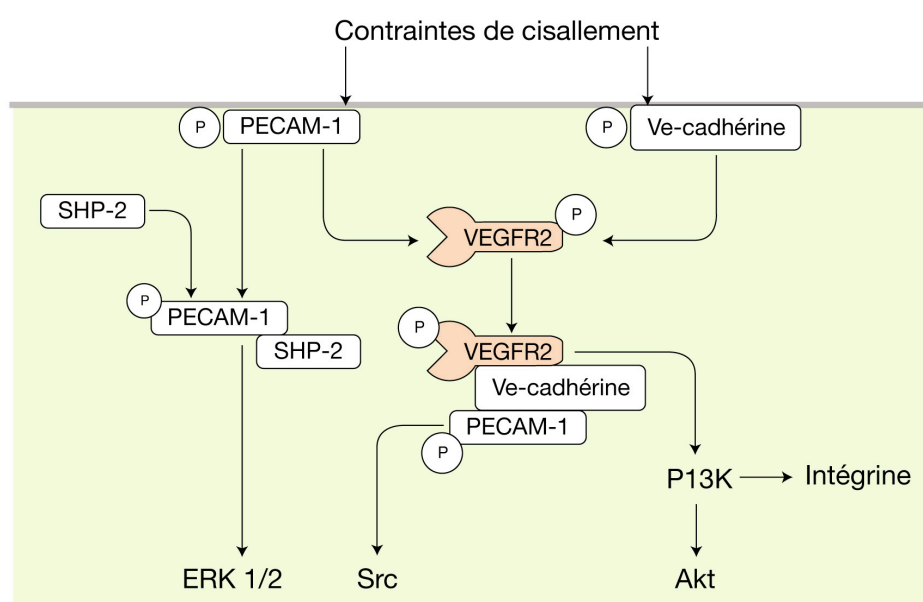 Contraintes de cisallement
P
PECAM-1
P
Ve-cadhérine
SHP-2
VEGFR2
P
P
PECAM-1
SHP-2
P
VEGFR2
Ve-cadhérine
PECAM-1
P
P13K
Intégrine
ERK 1/2
Src
Akt